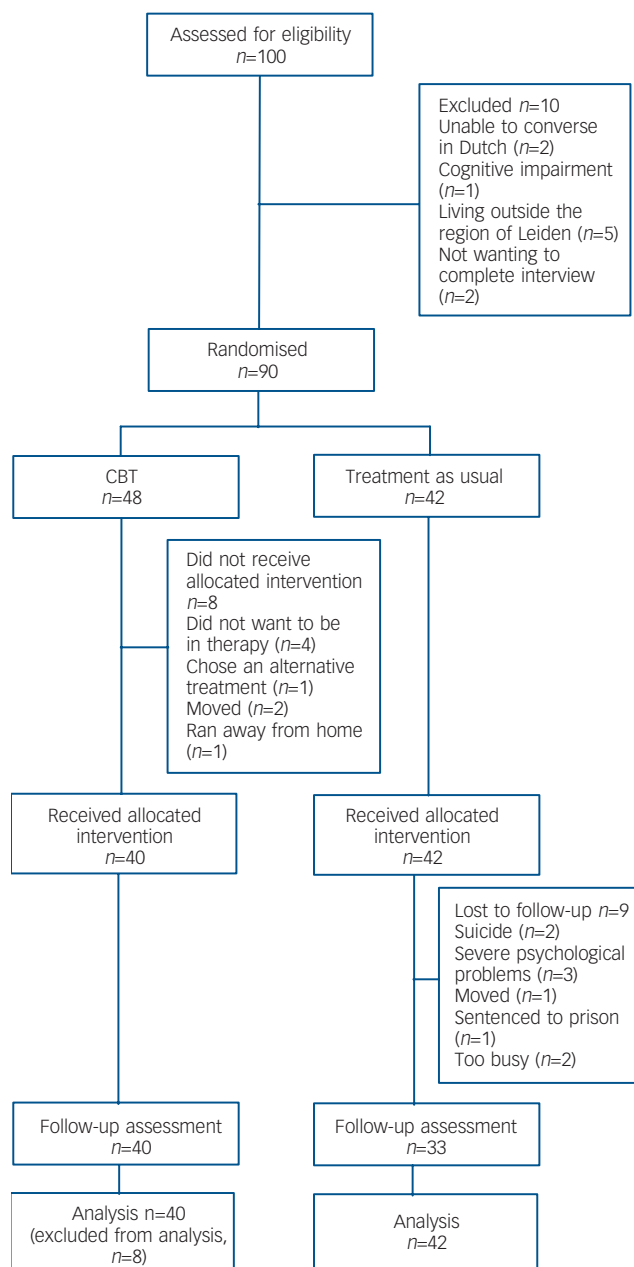 Assessed for eligibility
n=100
Excluded n=10
Unable to converse
in Dutch (n=2)
Cognitive impairment
(n=1)
Living outside the
region of Leiden (n=5)
Not wanting to
complete interview
(n=2)
Randomised
n=90
CBT
n=48
Treatment as usual
n=42
Did not receive
allocated intervention
n=8
Did not want to be
in therapy (n=4)
Chose an alternative
treatment (n=1)
Moved (n=2)
Ran away from home
(n=1)
Received allocated
intervention
n=40
Received allocated
intervention
n=42
Lost to follow-up n=9
Suicide (n=2)
Severe psychological
problems (n=3)
Moved (n=1)
Sentenced to prison
(n=1)
Too busy (n=2)
Follow-up assessment
n=40
Follow-up assessment
n=33
Analysis n=40
(excluded from analysis,
n=8)
Analysis
n=42